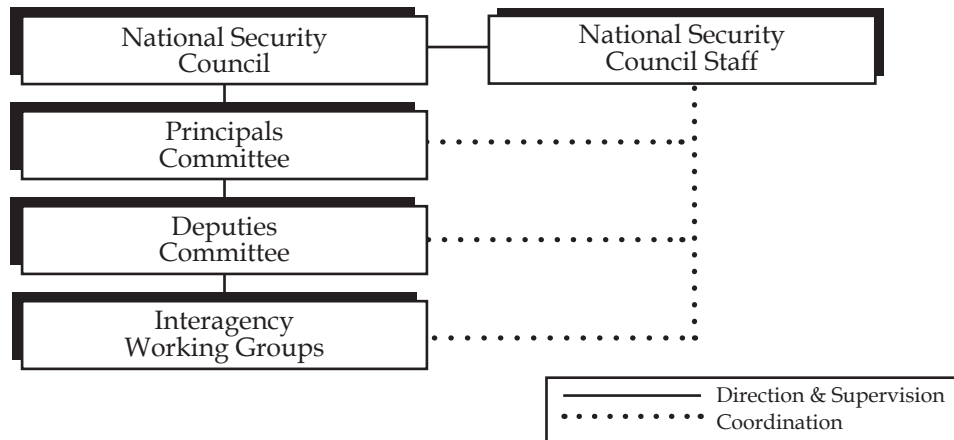 National Security
Council
National Security
Council Staff
Principals
Committee
Deputies
Committee
Interagency
Working Groups
Direction & Supervision
Coordination